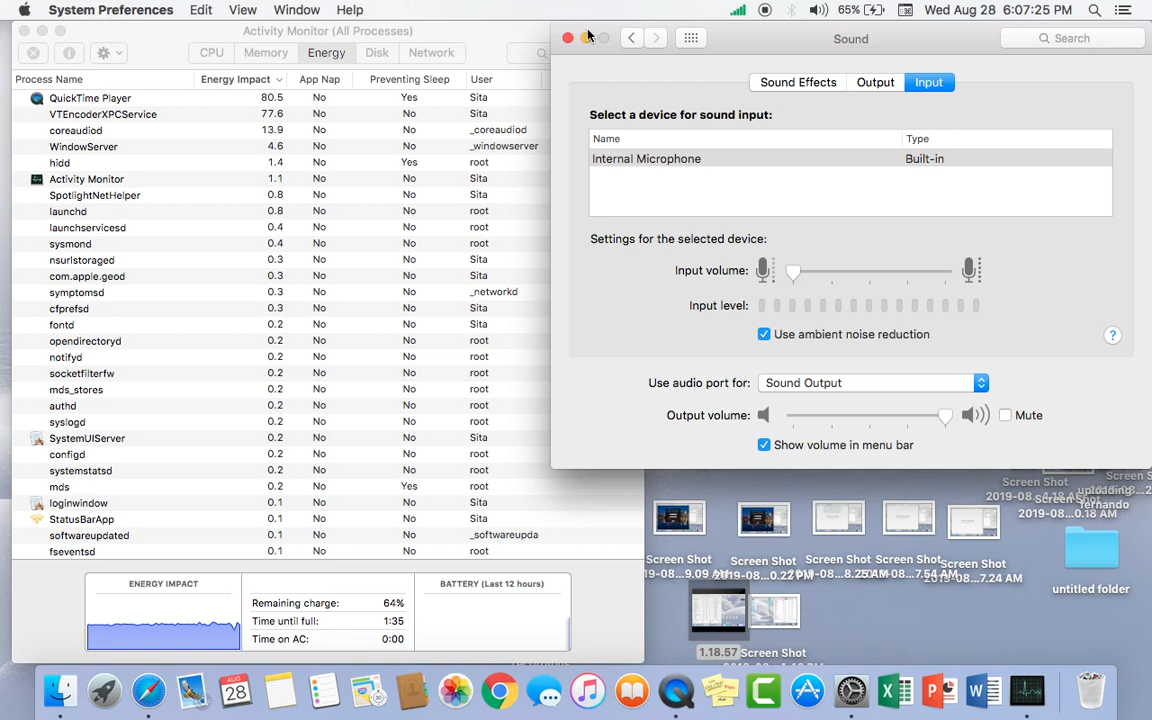 System Preferences Edit View Window Help 65% Wed Aug 28 6:07:25 PM
Activity Monitor (All Processes)
CPU Memory Energy Disk Network
Process Name Energy Impact App Nap Preventing Sleep User
QuickTime Player 80.5 No Yes Sita
VTEncoderXPCService 77.6 No No Sita
coreaudiod 13.9 No No _coreaudiod
WindowServer 4.6 No No _windowserver
hidd 1.4 No Yes root
Activity Monitor 1.1 No No Sita
SpotlightNetHelper 0.8 No No Sita
launchd 0.8 No No root
launchservicesd 0.4 No No root
sysmond 0.4 No No root
nsurlstoraged 0.3 No No root
com.apple.geod 0.3 No No root
symptomsd 0.3 No No _networkd
cfprefsd 0.3 No No root
fontd 0.2 No No Sita
opendirectoryd 0.2 No No root
notifyd 0.2 No No root
socketfilterfw 0.2 No No root
mds_stores 0.2 No No root
authd 0.2 No No root
syslogd 0.2 No No root
SystemUIServer 0.2 No No Sita
configd 0.2 No No root
systemstatsd 0.2 No No root
mds 0.2 No Yes root
loginwindow 0.1 No No Sita
StatusBarApp 0.1 No No Sita
softwareupdated 0.1 No No _softwareupda
fseventsd 0.1 No No root
ENERGY IMPACT
Remaining charge: 64%
Time until full: 1:35
Time on AC: 0:00
BATTERY (Last 12 hours)
Sound
Search
Sound Effects Output Input
Select a device for sound input:
Name Type
Internal Microphone Built-in
Settings for the selected device:
Input volume:
Input level:
Use ambient noise reduction
?
Use audio port for: Sound Output
Output volume: Mute
Show volume in menu bar
Screen Shot
Screen Shot
uploading
fernando
Screen Shot Screen Shot Screen Shot Screen Shot Screen Shot
2019-08...7.24 AM
untitled folder
1.18.57 Screen Shot
AUG
28